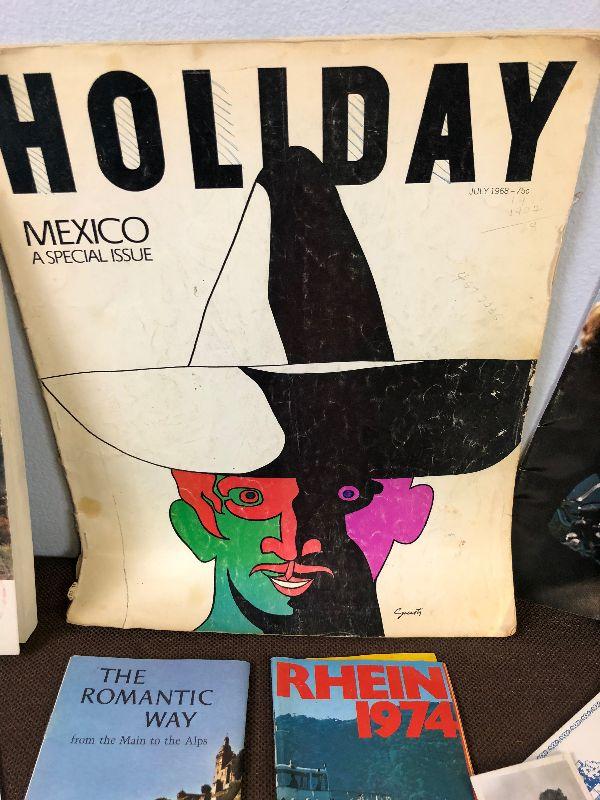 HOLIDAY
JULY 1968 – 75c
MEXICO
A SPECIAL ISSUE
THE
ROMANTIC
WAY
from the Main to the Alps
RHEIN
1974